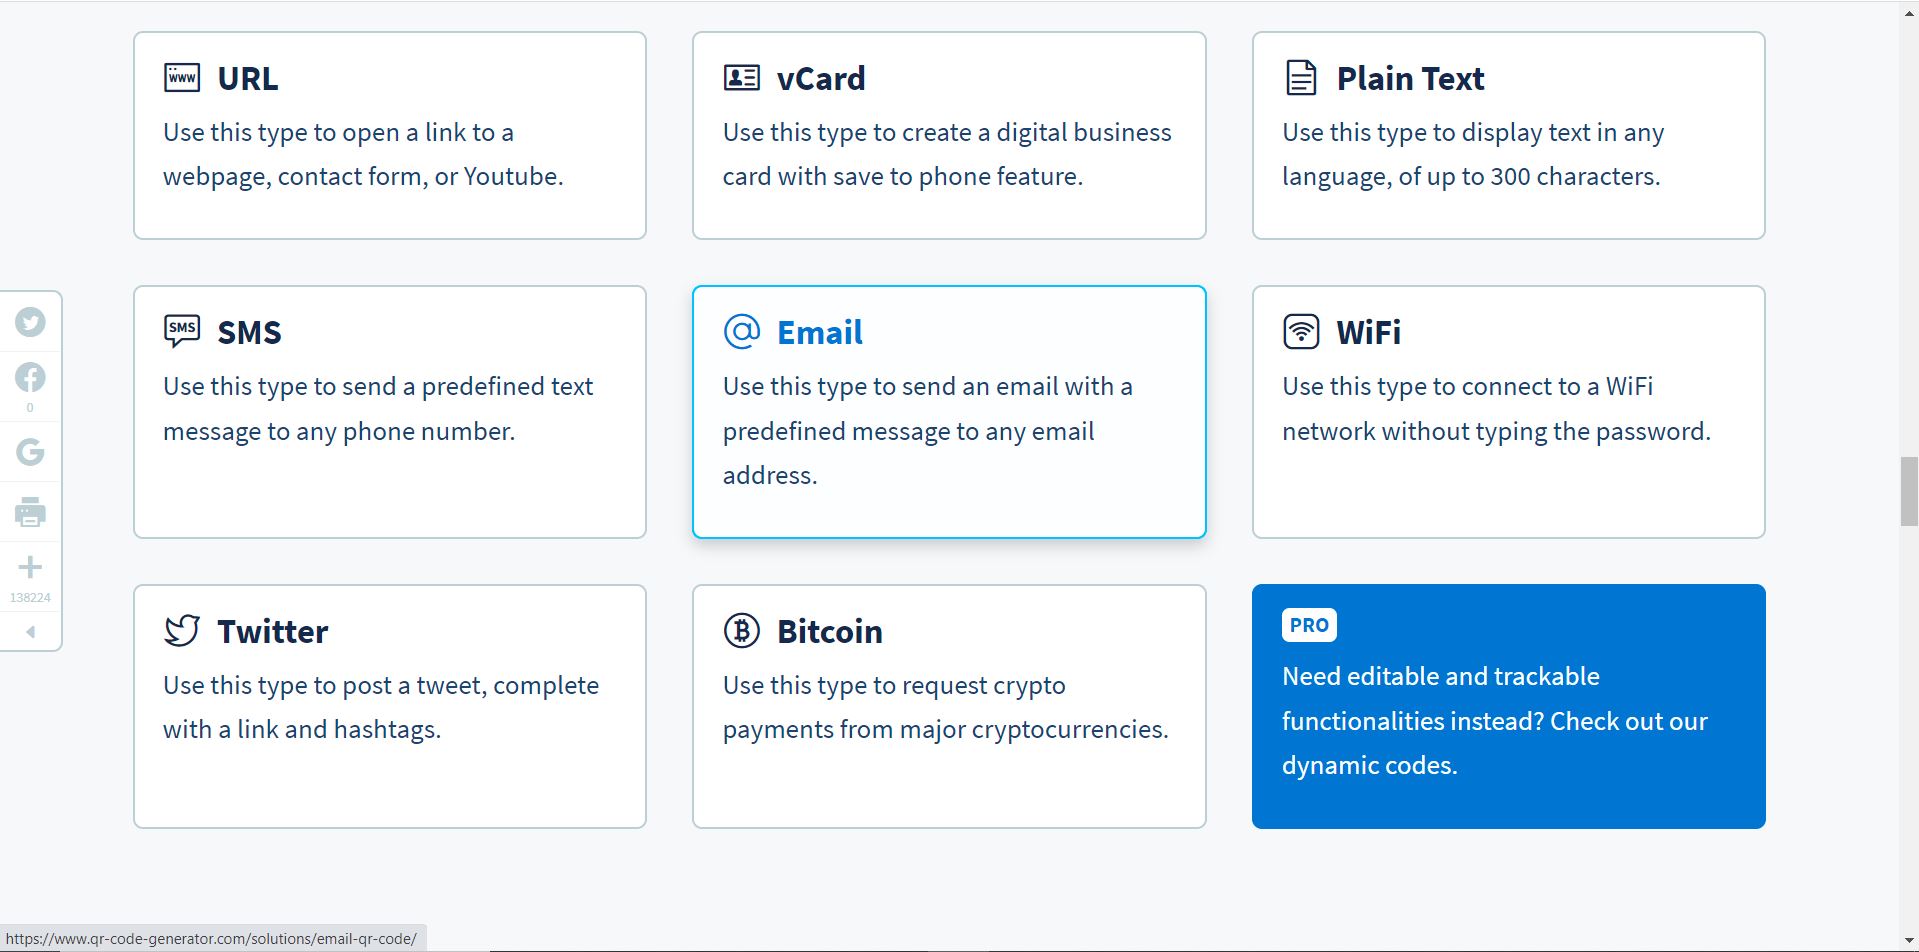 www URL
Use this type to open a link to a
webpage, contact form, or Youtube.
vCard
Use this type to create a digital business
card with save to phone feature.
Plain Text
Use this type to display text in any
language, of up to 300 characters.
SMS SMS
Use this type to send a predefined text
message to any phone number.
@ Email
Use this type to send an email with a
predefined message to any email
address.
WiFi
Use this type to connect to a WiFi
network without typing the password.
Twitter
Use this type to post a tweet, complete
with a link and hashtags.
Bitcoin
Use this type to request crypto
payments from major cryptocurrencies.
PRO
Need editable and trackable
functionalities instead? Check out our
dynamic codes.
0
138224
https://www.qr-code-generator.com/solutions/email-qr-code/